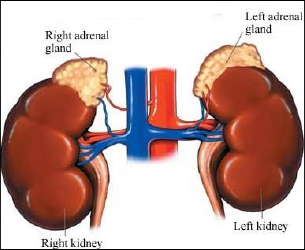 Left adrenal
gland
Right adrenal
gland
Left kidney
Right kidney